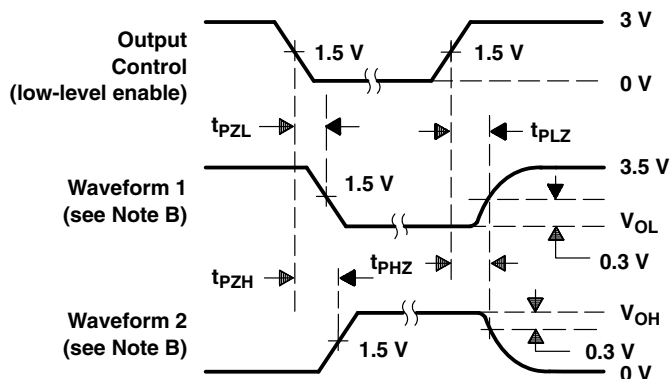 Output
Control
(low-level enable)
1.5 V
1.5 V
3 V
0 V
tPZL
tPLZ
Waveform 1
(see Note B)
1.5 V
3.5 V
VOL
0.3 V
tPZH
tPHZ
Waveform 2
(see Note B)
1.5 V
VOH
0.3 V
0 V